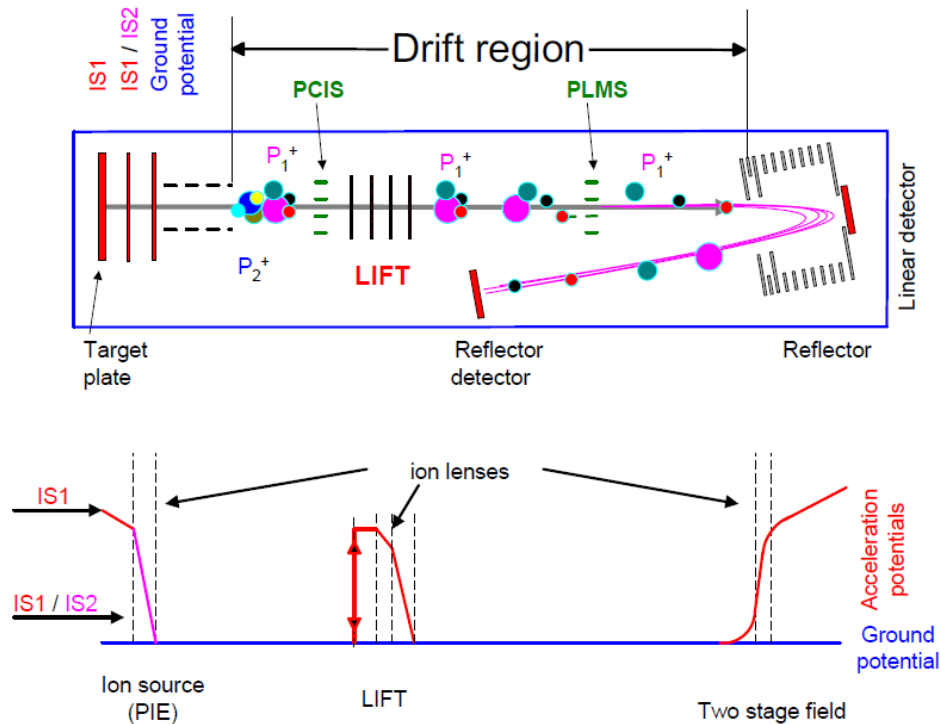 IS1
IS1 / IS2
Ground
potential
Drift region
PCIS
PLMS
P1+
P1+
P1+
P2+
LIFT
Linear detector
Target
plate
Reflector
detector
Reflector
ion lenses
IS1
IS1 / IS2
Acceleration
potentials
Ground
potential
Ion source
(PIE)
LIFT
Two stage field